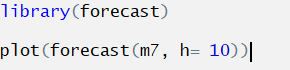 library(forecast)
plot(forecast(m7, h= 10))